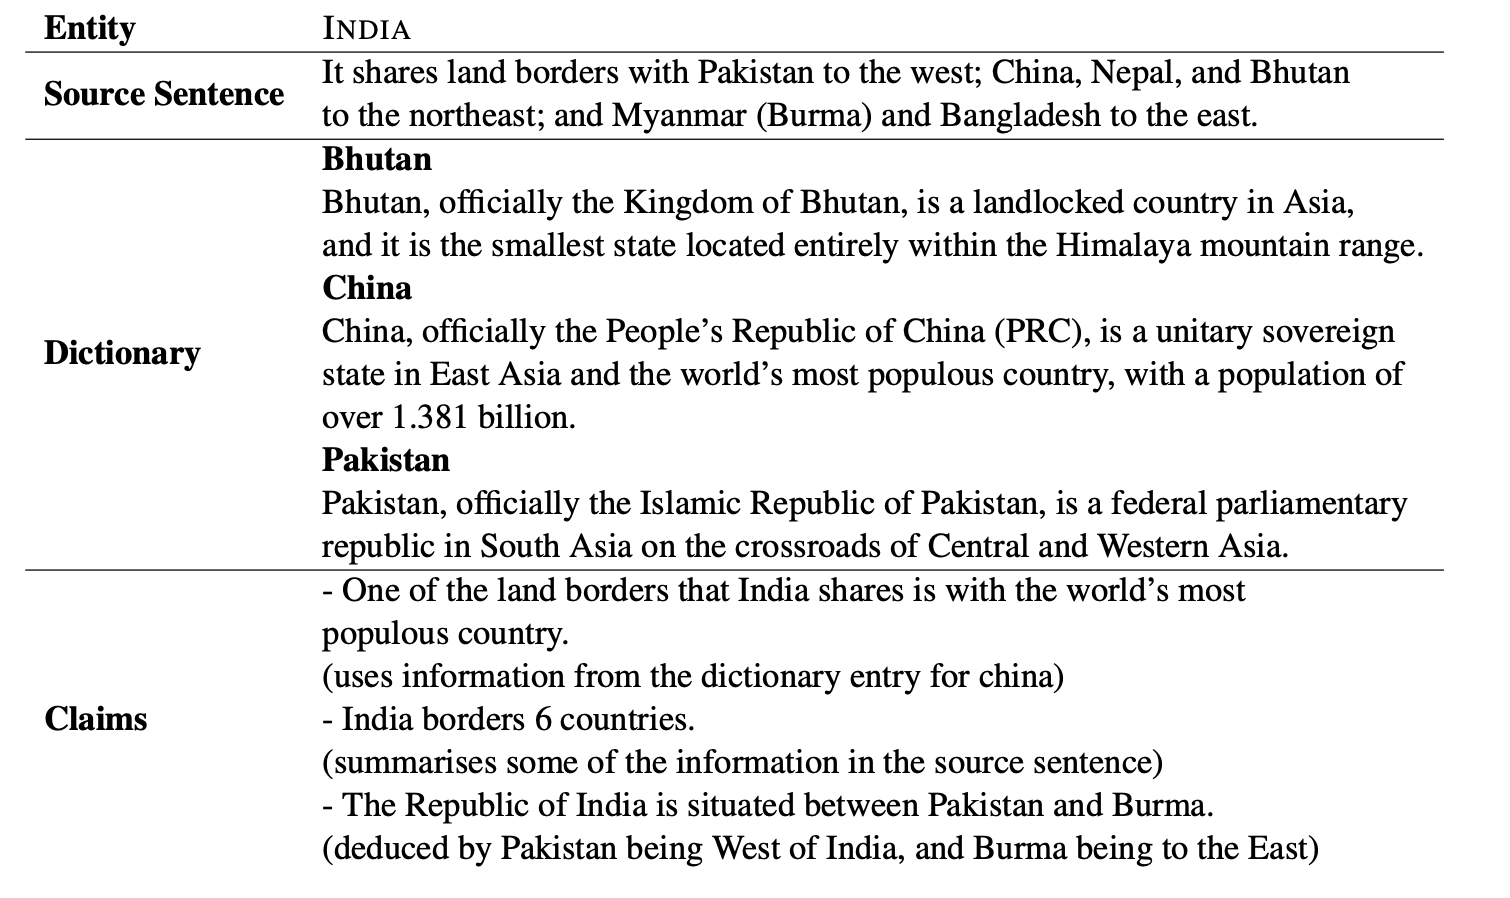 Entity INDIA
Source Sentence
It shares land borders with Pakistan to the west; China, Nepal, and Bhutan
to the northeast; and Myanmar (Burma) and Bangladesh to the east.
Dictionary
Bhutan
Bhutan, officially the Kingdom of Bhutan, is a landlocked country in Asia,
and it is the smallest state located entirely within the Himalaya mountain range.
China
China, officially the People's Republic of China (PRC), is a unitary sovereign
state in East Asia and the world's most populous country, with a population of
over 1.381 billion.
Pakistan
Pakistan, officially the Islamic Republic of Pakistan, is a federal parliamentary
republic in South Asia on the crossroads of Central and Western Asia.
Claims
- One of the land borders that India shares is with the world's most
populous country.
(uses information from the dictionary entry for china)
- India borders 6 countries.
(summarises some of the information in the source sentence)
- The Republic of India is situated between Pakistan and Burma.
(deduced by Pakistan being West of India, and Burma being to the East)